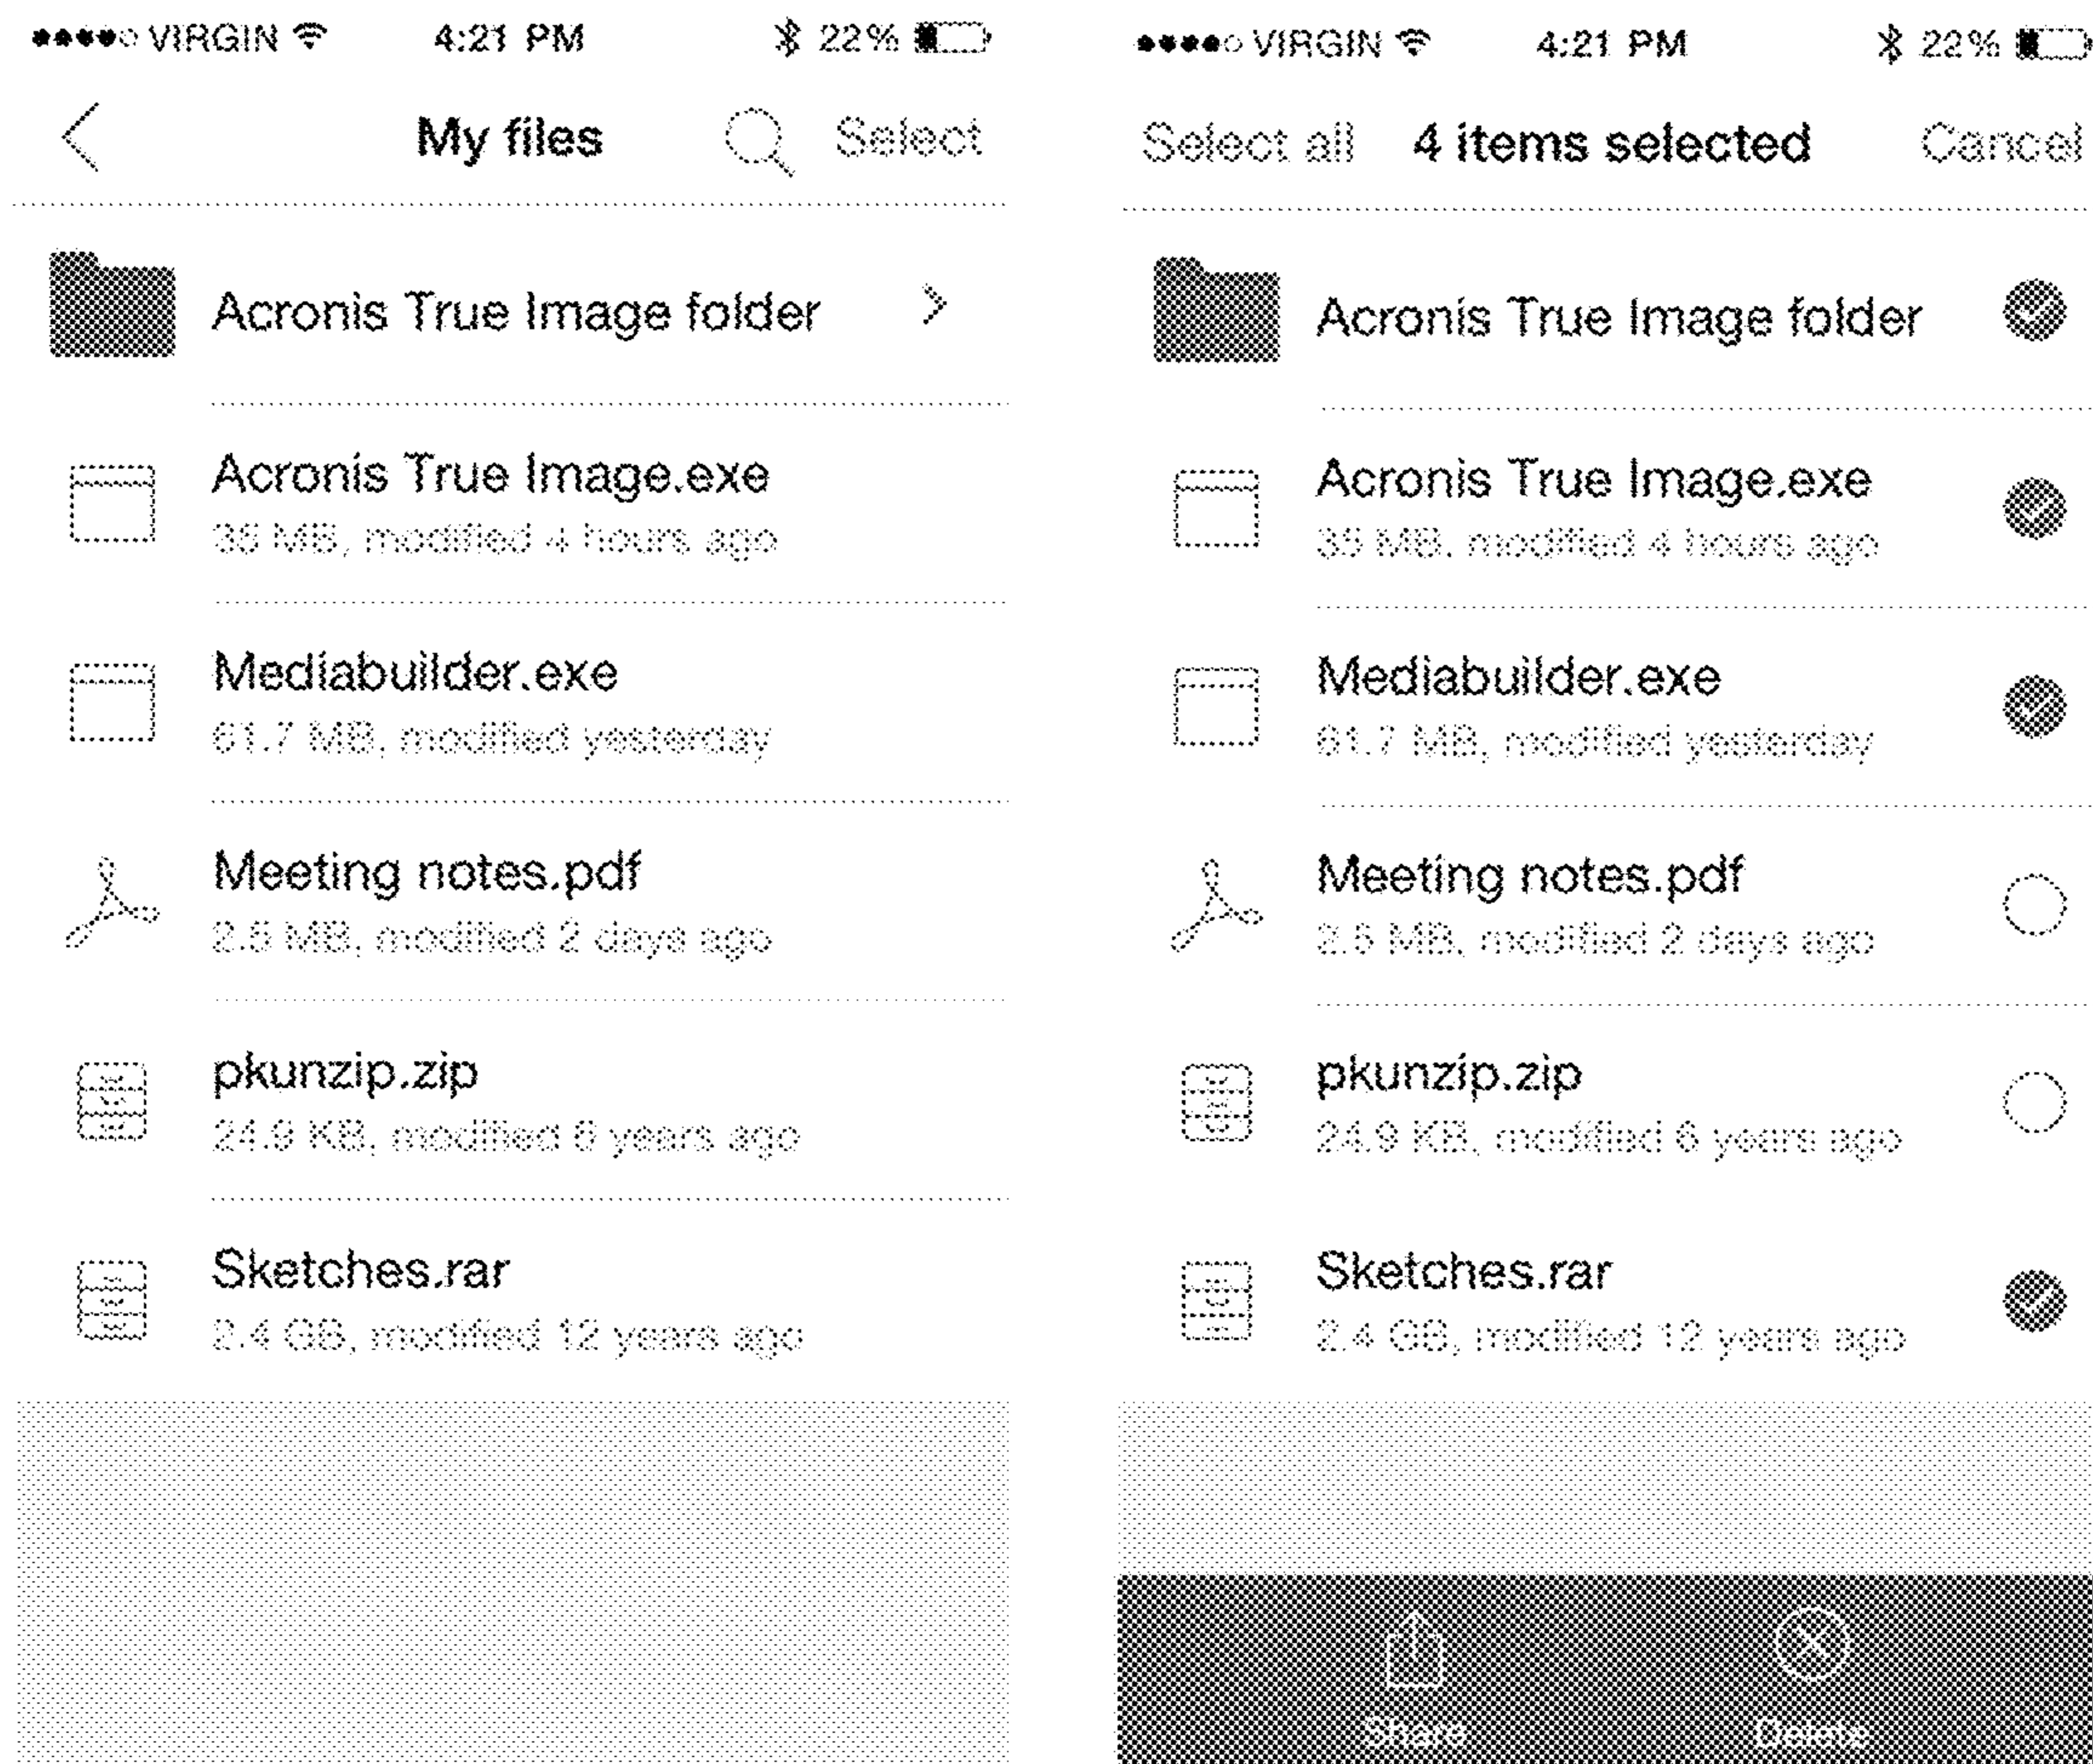 VIRGIN 4:21 PM 22%
My files Select
Acronis True Image folder
Acronis True Image.exe
35 MB, modified 4 hours ago
Mediabuilder.exe
61.7 MB, modified yesterday
Meeting notes.pdf
2.5 MB, modified 2 days ago
pkunzip.zip
24.9 KB, modified 6 years ago
Sketches.rar
2.4 GB, modified 12 years ago
VIRGIN 4:21 PM 22%
Select all 4 items selected Cancel
Acronis True Image folder
Acronis True Image.exe
35 MB, modified 4 hours ago
Mediabuilder.exe
61.7 MB, modified yesterday
Meeting notes.pdf
2.5 MB, modified 2 days ago
pkunzip.zip
24.9 KB, modified 6 years ago
Sketches.rar
2.4 GB, modified 12 years ago
Share Delete